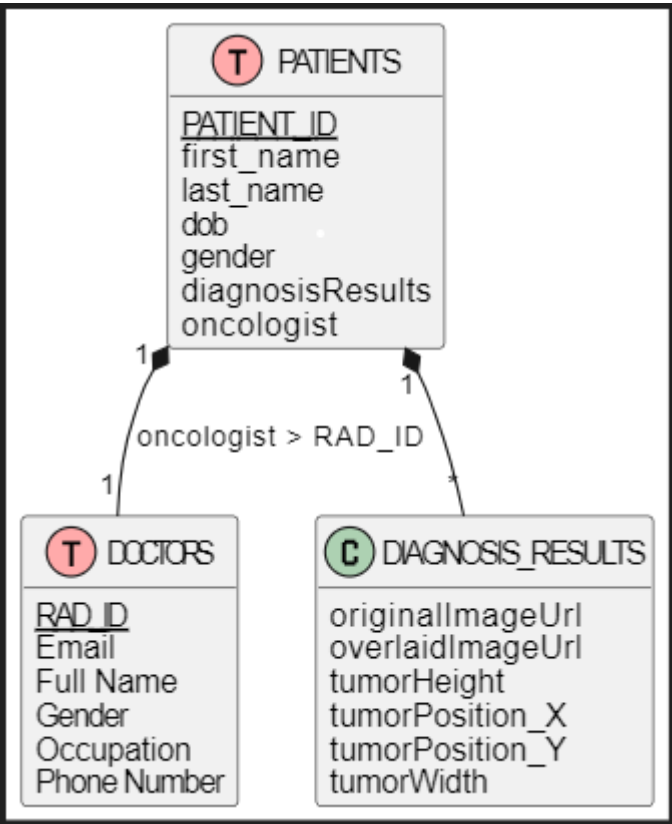 T PATIENTS
PATIENT_ID
first_name
last_name
dob
gender
diagnosisResults
oncologist
1
1
oncologist > RAD_ID
1
*
T DOCTORS
RAD_ID
Email
Full Name
Gender
Occupation
Phone Number
C DIAGNOSIS_RESULTS
originalImageUrl
overlaidImageUrl
tumorHeight
tumorPosition_X
tumorPosition_Y
tumorWidth